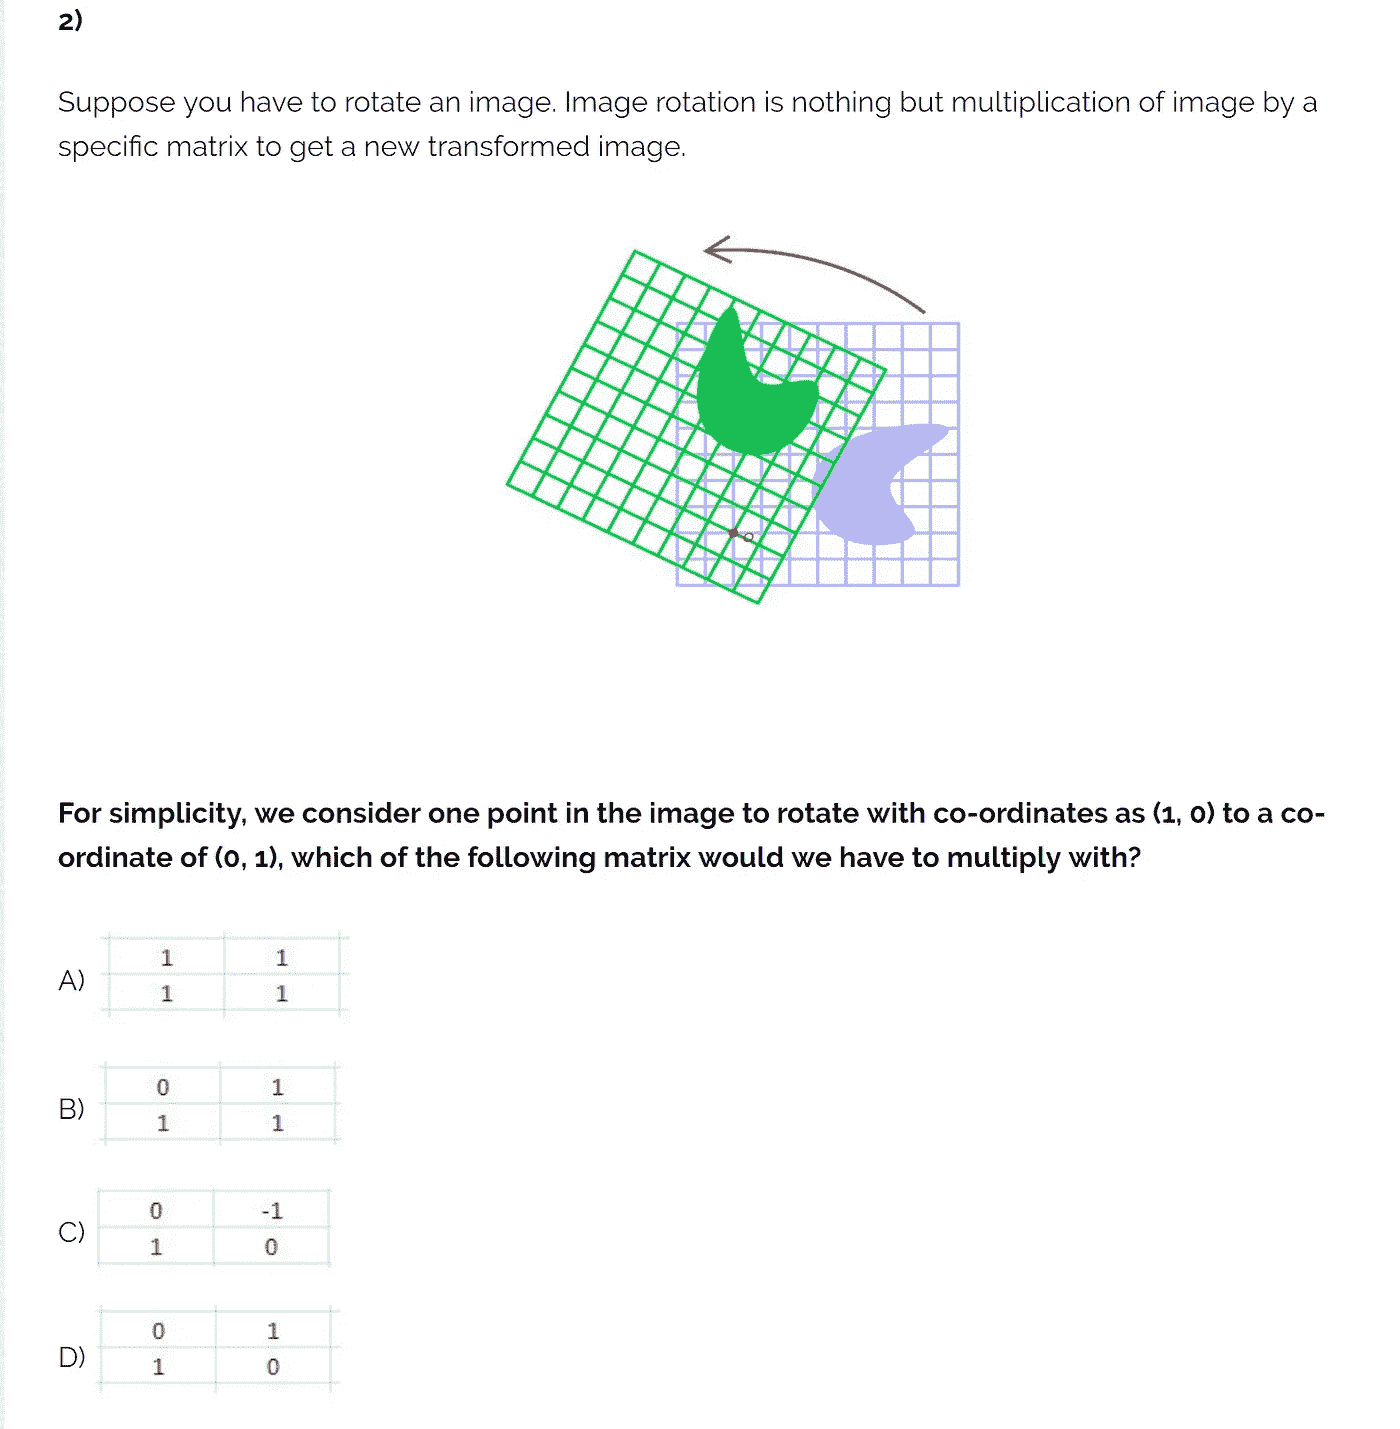 2)
Suppose you have to rotate an image. Image rotation is nothing but multiplication of image by a
specific matrix to get a new transformed image.
O
For simplicity, we consider one point in the image to rotate with co-ordinates as (1, 0) to a co-
ordinate of (0, 1), which of the following matrix would we have to multiply with?
A)
1 1
1 1
B)
0 1
1 1
C)
0 -1
1 0
D)
0 1
1 0